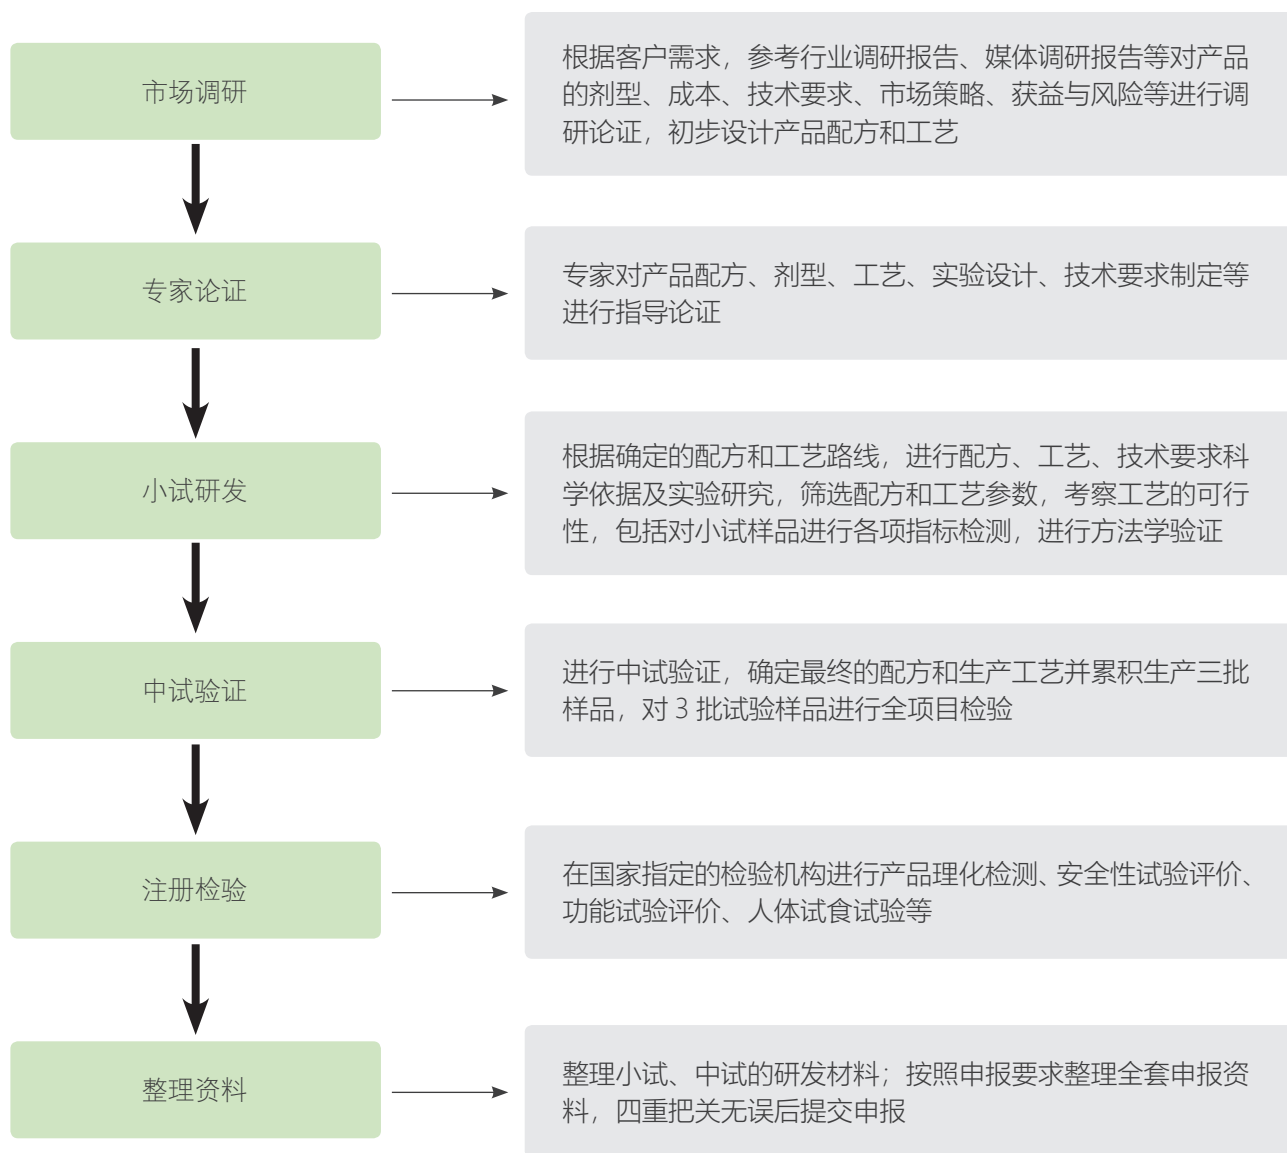 市场调研
根据客户需求，参考行业调研报告、媒体调研报告等对产品
的剂型、成本、技术要求、市场策略、获益与风险等进行调
研论证，初步设计产品配方和工艺
专家论证
专家对产品配方、剂型、工艺、实验设计、技术要求制定等
进行指导论证
小试研发
根据确定的配方和工艺路线，进行配方、工艺、技术要求科
学依据及实验研究，筛选配方和工艺参数，考察工艺的可行
性，包括对小试样品进行各项指标检测，进行方法学验证
中试验证
进行中试验证，确定最终的配方和生产工艺并累积生产三批
样品，对 3 批试验样品进行全项目检验
注册检验
在国家指定的检验机构进行产品理化检测、安全性试验评价、
功能试验评价、人体试食试验等
整理资料
整理小试、中试的研发材料；按照申报要求整理全套申报资
料，四重把关无误后提交申报